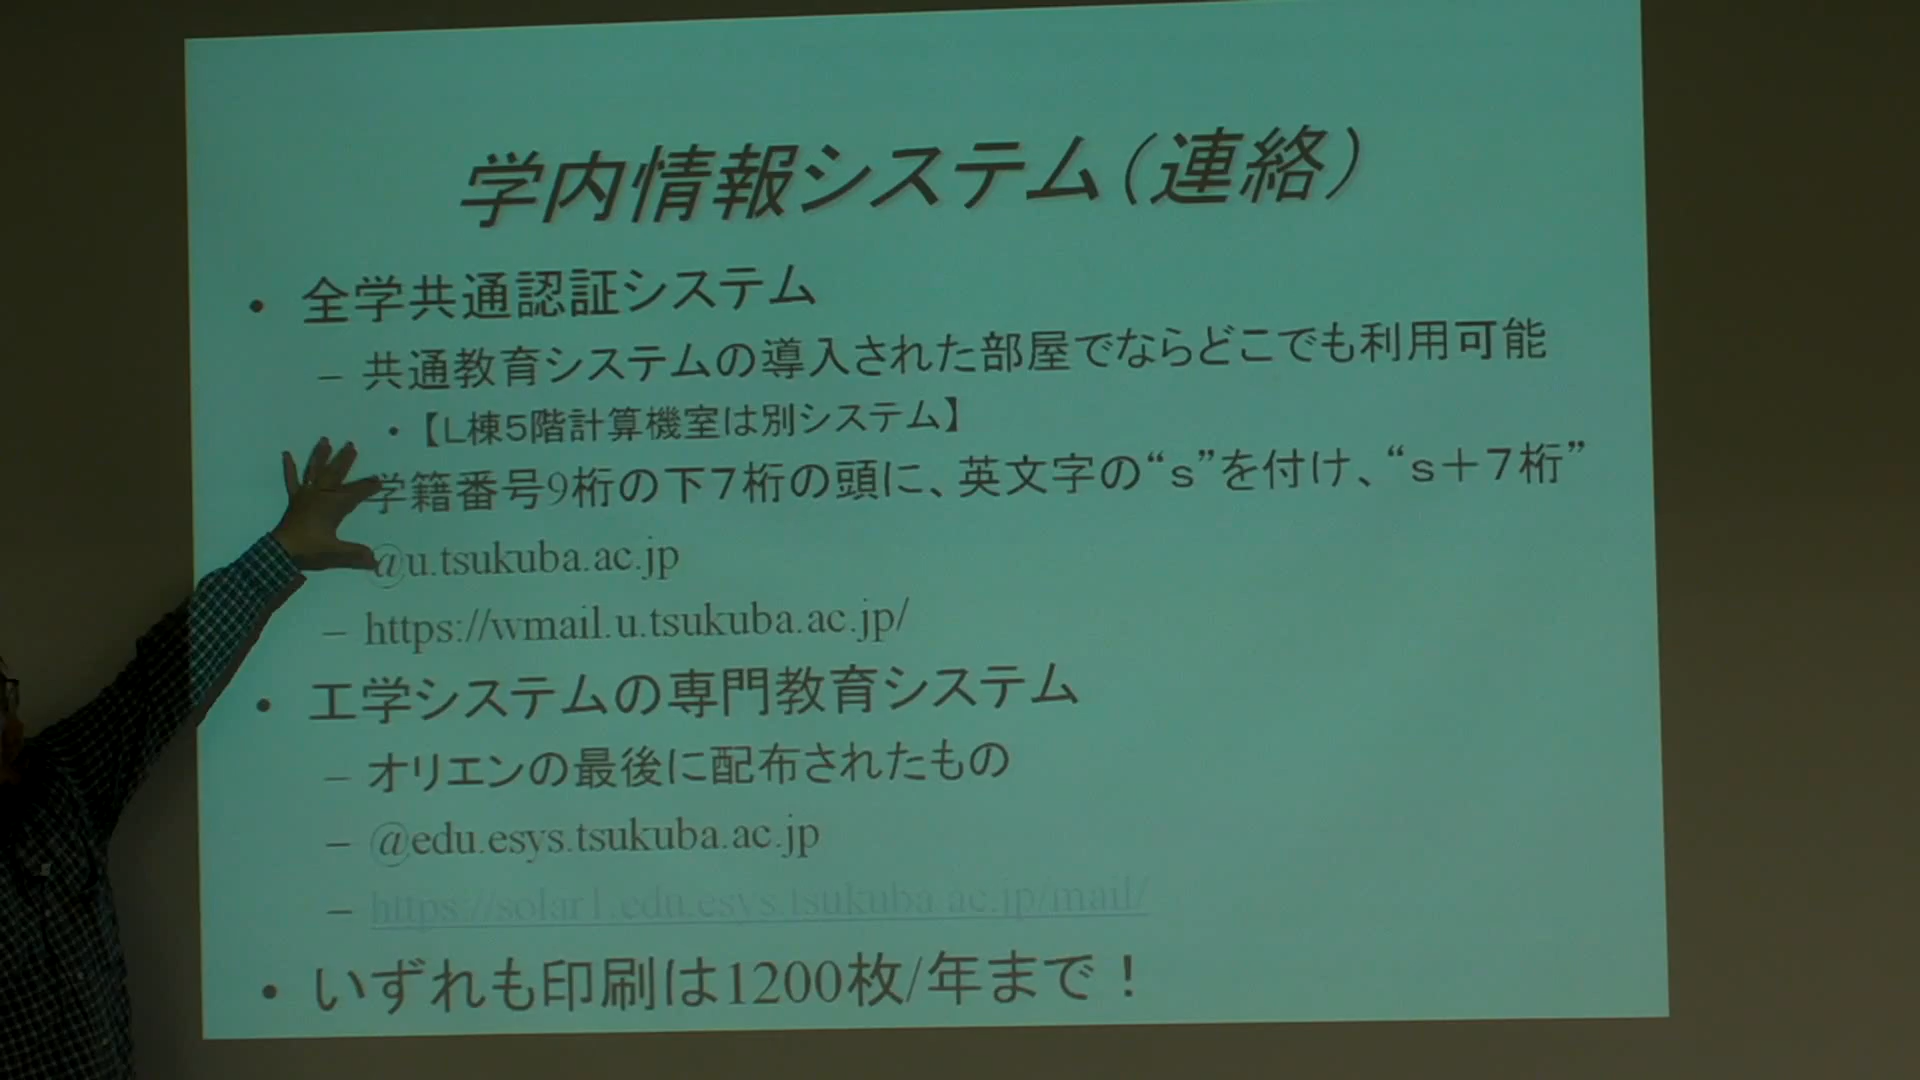 学内情報システム（連絡）
• 全学共通認証システム
– 共通教育システムの導入された部屋でならどこでも利用可能
• 【L棟５階計算機室は別システム】
学籍番号9桁の下７桁の頭に、英文字の“ｓ”を付け、“ｓ＋７桁”
@u.tsukuba.ac.jp
– https://wmail.u.tsukuba.ac.jp/
• 工学システムの専門教育システム
– オリエンの最後に配布されたもの
– @edu.esys.tsukuba.ac.jp
– https://solar1.edu.esys.tsukuba.ac.jp/mail/
• いずれも印刷は1200枚/年まで！